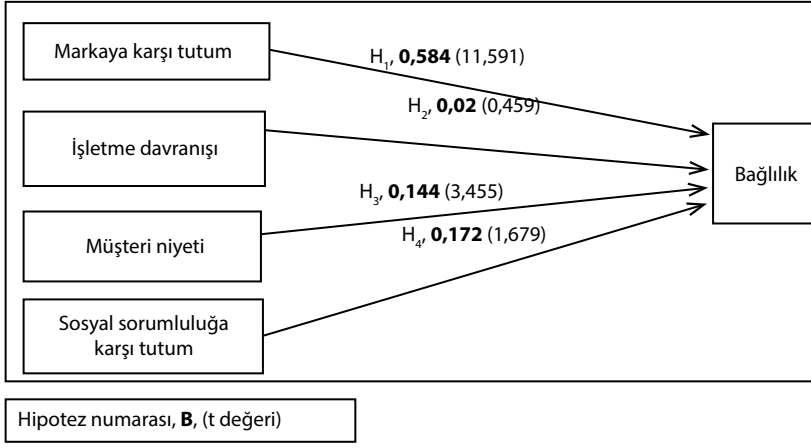 Markaya karşı tutum
H1, 0,584 (11,591)
H2, 0,02 (0,459)
İşletme davranışı
Bağlılık
H3, 0,144 (3,455)
Müşteri niyeti
H4, 0,172 (1,679)
Sosyal sorumluluğa
karşı tutum
Hipotez numarası, B, (t değeri)